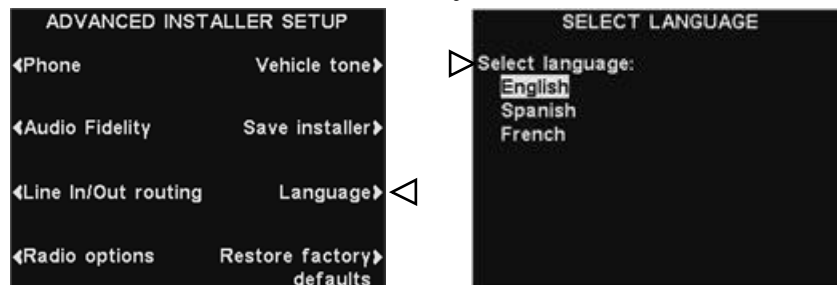 ADVANCED INSTALLER SETUP
Phone
Vehicle tone
Audio Fidelity
Save installer
Line In/Out routing
Language
Radio options
Restore factory
defaults
SELECT LANGUAGE
Select language:
English
Spanish
French